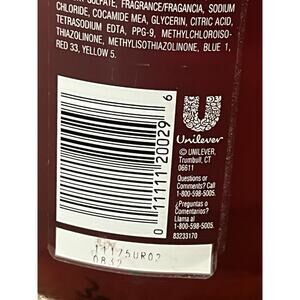 SULFATE, FRAGRANCE/FRAGANCIA, SODIUM
CHLORIDE, COCAMIDE MEA, GLYCERIN, CITRIC ACID,
TETRASODIUM EDTA, PPG-9, METHYLCHLOROISO-
THIAZOLINONE, METHYLISOTHIAZOLINONE, BLUE 1,
RED 33, YELLOW 5.
0 11111 20029 6
Unilever
© UNILEVER,
Trumbull, CT
06611
Questions or
Comments? Call
1-800-598-5005.
¿Preguntas o
Comentarios?
Llama al
1-800-598-5005.
83233170
11175UR02
0832